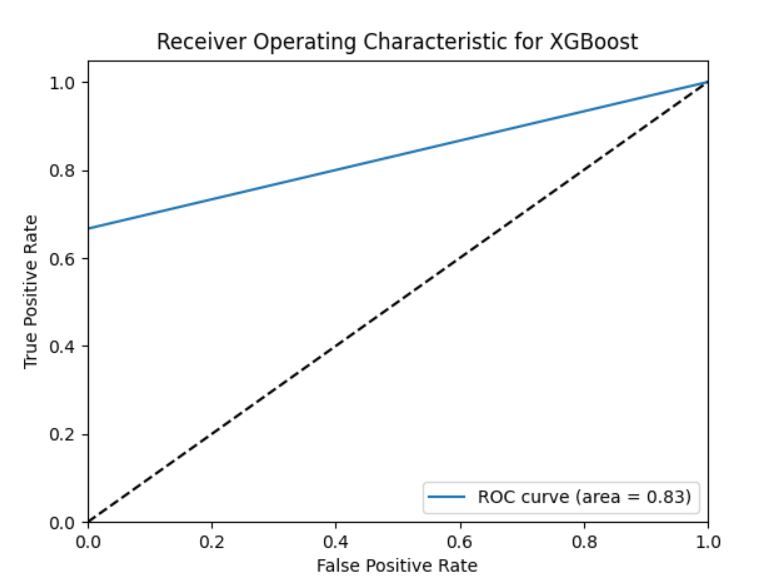 Receiver Operating Characteristic for XGBoost
1.0
0.8
0.6
0.4
0.2
0.0
True Positive Rate
ROC curve (area = 0.83)
0.0 0.2 0.4 0.6 0.8 1.0
False Positive Rate